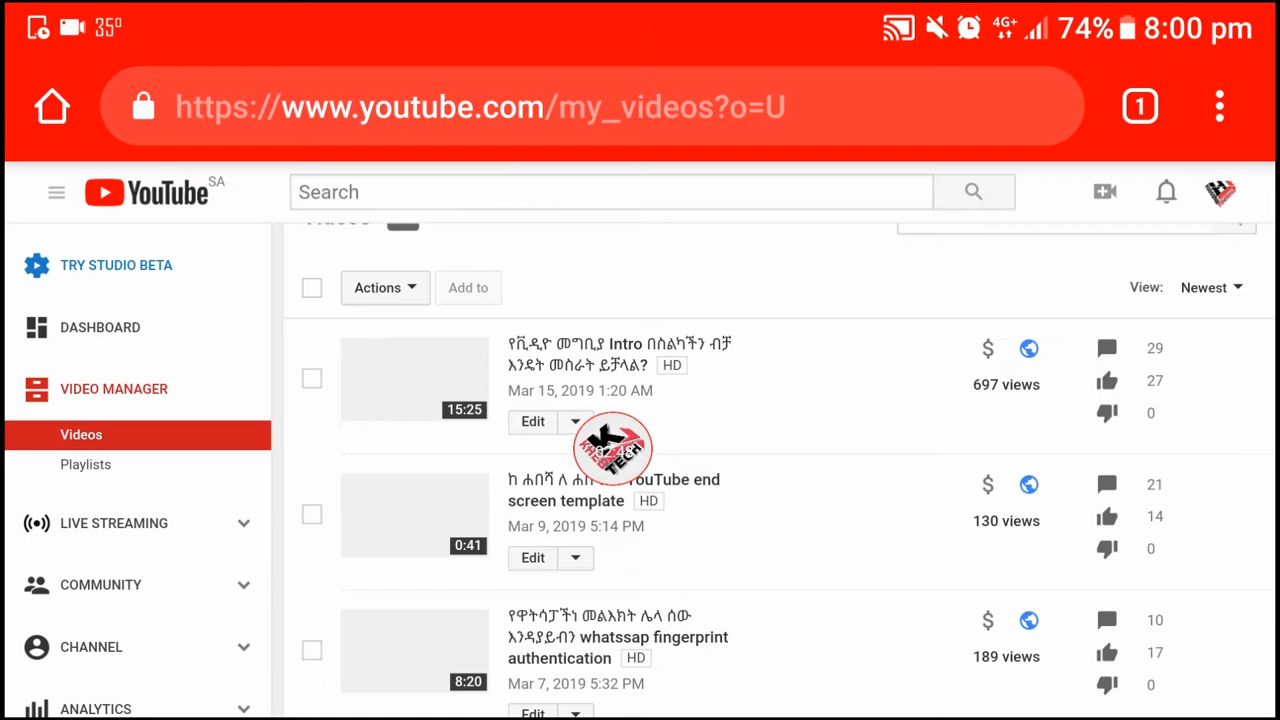 35°
4G+
74%
8:00 pm
https://www.youtube.com/my_videos?o=U
1
YouTube SA
Search
TRY STUDIO BETA
DASHBOARD
VIDEO MANAGER
Videos
Playlists
LIVE STREAMING
COMMUNITY
CHANNEL
ANALYTICS
Actions
Add to
View:
Newest
15:25
የቪዲዮ መግቢያ Intro በስልካችን ብቻ
እንዴት መስራት ይቻላል? HD
Mar 15, 2019 1:20 AM
Edit
$
697 views
29
27
0
TECH
0:41
ከ ሐበሻ ለ YouTube end
screen template HD
Mar 9, 2019 5:14 PM
Edit
$
130 views
21
14
0
8:20
የዋትሳፓችነ መልእክት ሌላ ሰው
እንዳያይብን whatssap fingerprint
authentication HD
Mar 7, 2019 5:32 PM
Edit
$
189 views
10
17
0